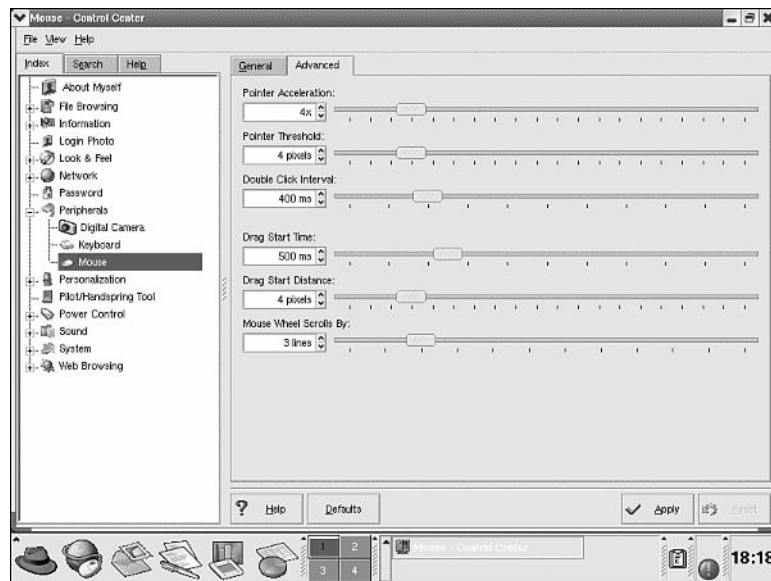 Mouse - Control Center
File View Help
Index Search Help
About Myself
File Browsing
Information
Login Photo
Look & Feel
Network
Password
Peripherals
Digital Camera
Keyboard
Mouse
Personalization
Pilot/Handspring Tool
Power Control
Sound
System
Web Browsing
General Advanced
Pointer Acceleration:
4x
Pointer Threshold:
4 pixels
Double Click Interval:
400 ms
Drag Start Time:
500 ms
Drag Start Distance:
4 pixels
Mouse Wheel Scrolls By:
3 lines
? Help Defaults Apply Reset
1 2
3 4
Mouse - Control Center
18:18